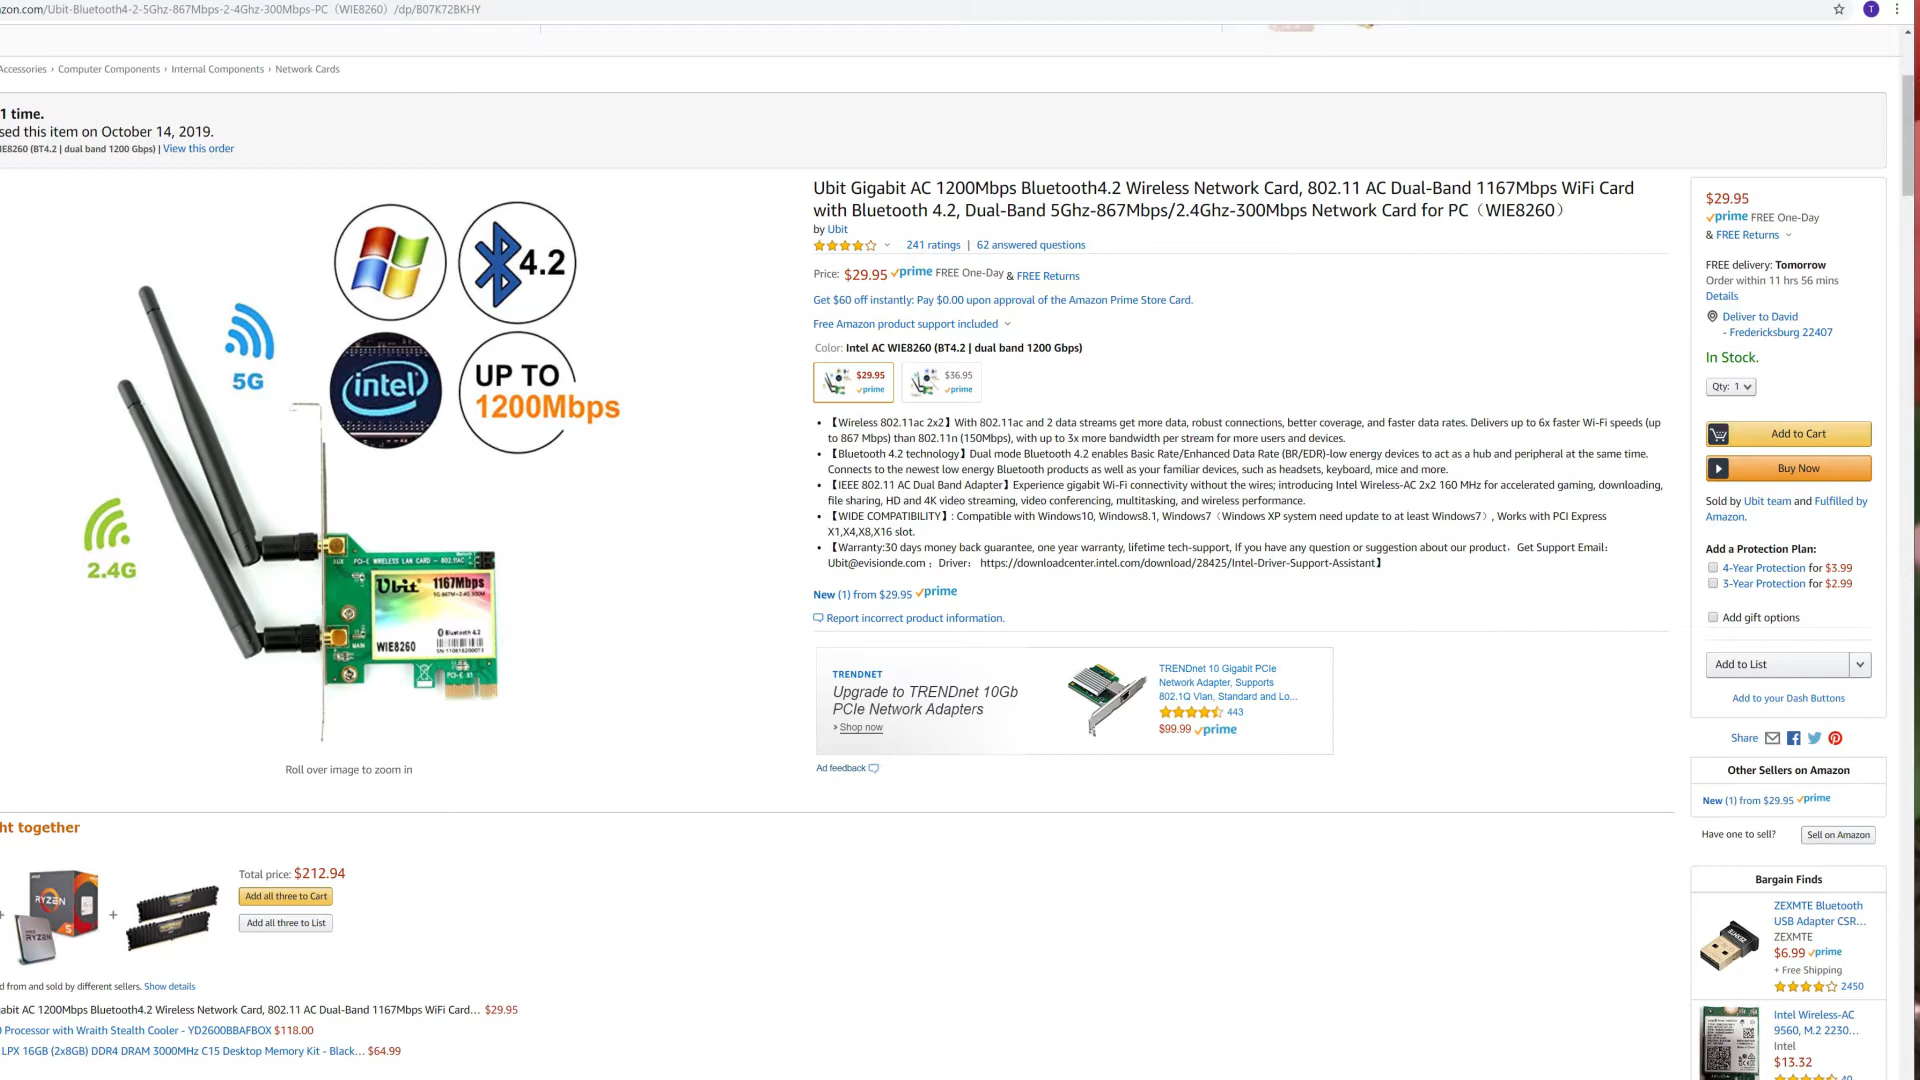 zon.com/Ubit-Bluetooth4-2-5Ghz-867Mbps-2-4Ghz-300Mbps-PC（WIE8260）/dp/B07K72BKHY
Accessories › Computer Components › Internal Components › Network Cards
1 time.
sed this item on October 14, 2019.
IE8260 (BT4.2 | dual band 1200 Gbps) | View this order
4.2
5G
intel
UP TO
1200Mbps
2.4G
AUX PCI-E WIRELESS LAN CARD - 802.11AC
Ubit 1167Mbps
5G 867M+2.4G 300M
Bluetooth 4.2
WIE8260
MAIN
PCI-E X1
Roll over image to zoom in
Ubit Gigabit AC 1200Mbps Bluetooth4.2 Wireless Network Card, 802.11 AC Dual-Band 1167Mbps WiFi Card
with Bluetooth 4.2, Dual-Band 5Ghz-867Mbps/2.4Ghz-300Mbps Network Card for PC（WIE8260）
by Ubit
241 ratings | 62 answered questions
Price: $29.95 prime FREE One-Day & FREE Returns
Get $60 off instantly: Pay $0.00 upon approval of the Amazon Prime Store Card.
Free Amazon product support included
Color: Intel AC WIE8260 (BT4.2 | dual band 1200 Gbps)
$29.95 prime
$36.95 prime
• 【Wireless 802.11ac 2x2】With 802.11ac and 2 data streams get more data, robust connections, better coverage, and faster data rates. Delivers up to 6x faster Wi-Fi speeds (up
to 867 Mbps) than 802.11n (150Mbps), with up to 3x more bandwidth per stream for more users and devices.
• 【Bluetooth 4.2 technology】Dual mode Bluetooth 4.2 enables Basic Rate/Enhanced Data Rate (BR/EDR)-low energy devices to act as a hub and peripheral at the same time.
Connects to the newest low energy Bluetooth products as well as your familiar devices, such as headsets, keyboard, mice and more.
• 【IEEE 802.11 AC Dual Band Adapter】Experience gigabit Wi-Fi connectivity without the wires; introducing Intel Wireless-AC 2x2 160 MHz for accelerated gaming, downloading,
file sharing, HD and 4K video streaming, video conferencing, multitasking, and wireless performance.
• 【WIDE COMPATIBILITY】: Compatible with Windows10, Windows8.1, Windows7（Windows XP system need update to at least Windows7）, Works with PCI Express
X1,X4,X8,X16 slot.
• 【Warranty:30 days money back guarantee, one year warranty, lifetime tech-support, If you have any question or suggestion about our product，Get Support Email:
Ubit@evisionde.com ；Driver： https://downloadcenter.intel.com/download/28425/Intel-Driver-Support-Assistant】
New (1) from $29.95 prime
Report incorrect product information.
TRENDNET
Upgrade to TRENDnet 10Gb
PCIe Network Adapters
› Shop now
TRENDnet 10 Gigabit PCIe
Network Adapter, Supports
802.1Q Vlan, Standard and Lo...
443
$99.99 prime
Ad feedback
$29.95
prime FREE One-Day
& FREE Returns
FREE delivery: Tomorrow
Order within 11 hrs 56 mins
Details
Deliver to David
- Fredericksburg 22407
In Stock.
Qty: 1
Add to Cart
Buy Now
Sold by Ubit team and Fulfilled by
Amazon.
Add a Protection Plan:
4-Year Protection for $3.99
3-Year Protection for $2.99
Add gift options
Add to List
Add to your Dash Buttons
Share
Other Sellers on Amazon
New (1) from $29.95 prime
Have one to sell? Sell on Amazon
Bargain Finds
ZEXMTE Bluetooth
USB Adapter CSR...
ZEXMTE
$6.99 prime
+ Free Shipping
2450
Intel Wireless-AC
9560, M.2 2230...
Intel
$13.32
40
ht together
RYZEN
5
RYZEN
Total price: $212.94
Add all three to Cart
Add all three to List
d from and sold by different sellers. Show details
abit AC 1200Mbps Bluetooth4.2 Wireless Network Card, 802.11 AC Dual-Band 1167Mbps WiFi Card... $29.95
0 Processor with Wraith Stealth Cooler - YD2600BBAFBOX $118.00
LPX 16GB (2x8GB) DDR4 DRAM 3000MHz C15 Desktop Memory Kit - Black... $64.99